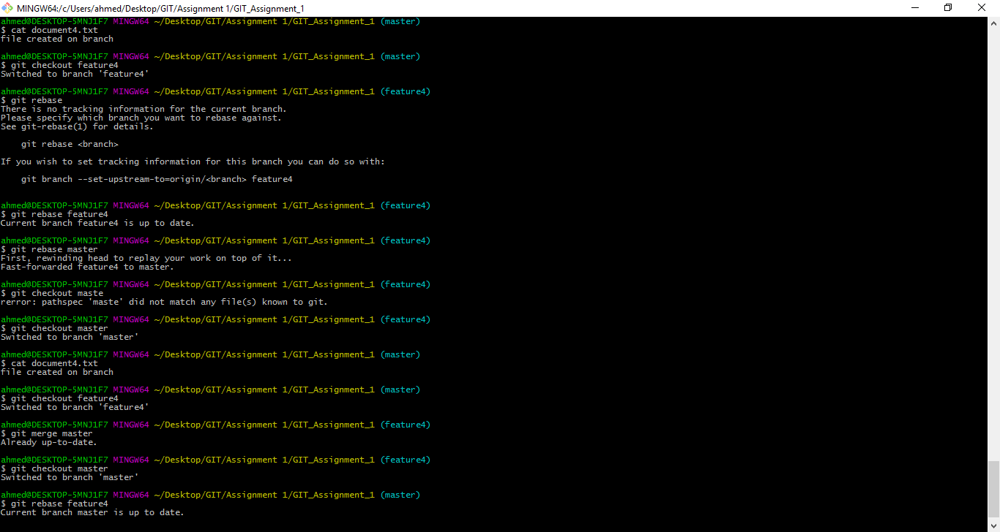 MINGW64:/c/Users/ahmed/Desktop/GIT/Assignment 1/GIT_Assignment_1
ahmed@DESKTOP-5MNJ1F7 MINGW64 ~/Desktop/GIT/Assignment 1/GIT_Assignment_1 (master)
$ cat document4.txt
file created on branch
ahmed@DESKTOP-5MNJ1F7 MINGW64 ~/Desktop/GIT/Assignment 1/GIT_Assignment_1 (master)
$ git checkout feature4
Switched to branch 'feature4'
ahmed@DESKTOP-5MNJ1F7 MINGW64 ~/Desktop/GIT/Assignment 1/GIT_Assignment_1 (feature4)
$ git rebase
There is no tracking information for the current branch.
Please specify which branch you want to rebase against.
See git-rebase(1) for details.
git rebase <branch>
If you wish to set tracking information for this branch you can do so with:
git branch --set-upstream-to=origin/<branch> feature4
ahmed@DESKTOP-5MNJ1F7 MINGW64 ~/Desktop/GIT/Assignment 1/GIT_Assignment_1 (feature4)
$ git rebase feature4
Current branch feature4 is up to date.
ahmed@DESKTOP-5MNJ1F7 MINGW64 ~/Desktop/GIT/Assignment 1/GIT_Assignment_1 (feature4)
$ git rebase master
First, rewinding head to replay your work on top of it...
Fast-forwarded feature4 to master.
ahmed@DESKTOP-5MNJ1F7 MINGW64 ~/Desktop/GIT/Assignment 1/GIT_Assignment_1 (feature4)
$ git checkout maste
rerror: pathspec 'maste' did not match any file(s) known to git.
ahmed@DESKTOP-5MNJ1F7 MINGW64 ~/Desktop/GIT/Assignment 1/GIT_Assignment_1 (feature4)
$ git checkout master
Switched to branch 'master'
ahmed@DESKTOP-5MNJ1F7 MINGW64 ~/Desktop/GIT/Assignment 1/GIT_Assignment_1 (master)
$ cat document4.txt
file created on branch
ahmed@DESKTOP-5MNJ1F7 MINGW64 ~/Desktop/GIT/Assignment 1/GIT_Assignment_1 (master)
$ git checkout feature4
Switched to branch 'feature4'
ahmed@DESKTOP-5MNJ1F7 MINGW64 ~/Desktop/GIT/Assignment 1/GIT_Assignment_1 (feature4)
$ git merge master
Already up-to-date.
ahmed@DESKTOP-5MNJ1F7 MINGW64 ~/Desktop/GIT/Assignment 1/GIT_Assignment_1 (feature4)
$ git checkout master
Switched to branch 'master'
ahmed@DESKTOP-5MNJ1F7 MINGW64 ~/Desktop/GIT/Assignment 1/GIT_Assignment_1 (master)
$ git rebase feature4
Current branch master is up to date.